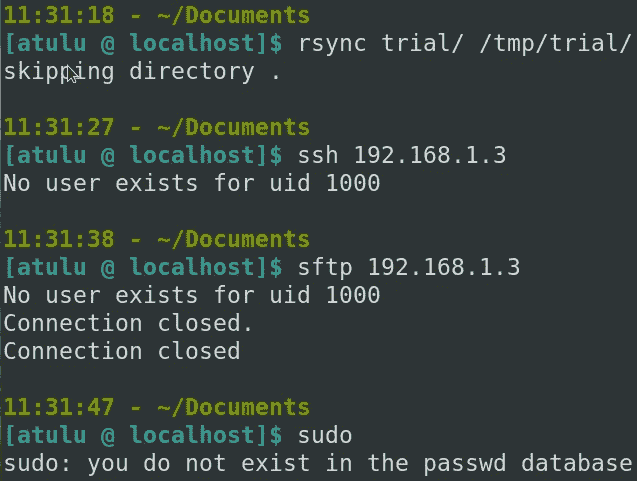 11:31:18 - ~/Documents
[atulu @ localhost]$ rsync trial/ /tmp/trial/
skipping directory .
11:31:27 - ~/Documents
[atulu @ localhost]$ ssh 192.168.1.3
No user exists for uid 1000
11:31:38 - ~/Documents
[atulu @ localhost]$ sftp 192.168.1.3
No user exists for uid 1000
Connection closed.
Connection closed
11:31:47 - ~/Documents
[atulu @ localhost]$ sudo
sudo: you do not exist in the passwd database